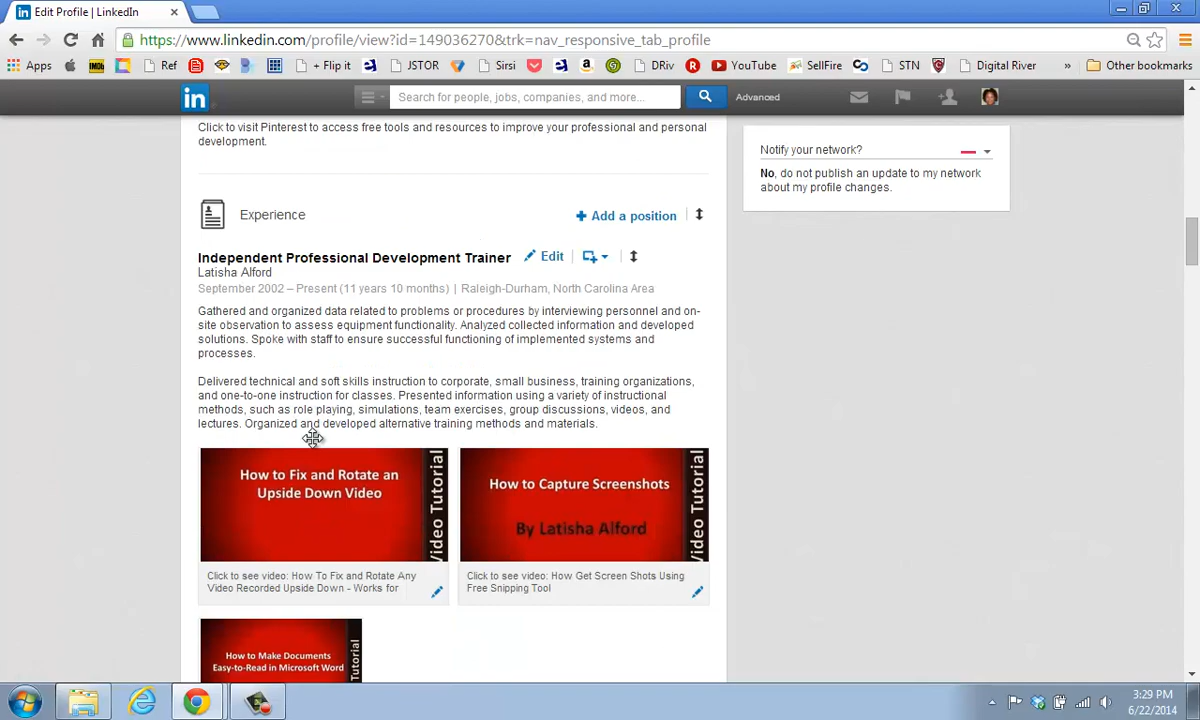 Edit Profile | LinkedIn
https://www.linkedin.com/profile/view?id=149036270&trk=nav_responsive_tab_profile
Apps
IMDb
Ref
+ Flip it
JSTOR
Sirsi
DRiv
YouTube
SellFire
STN
Digital River
»
Other bookmarks
in
Search for people, jobs, companies, and more...
Advanced
Click to visit Pinterest to access free tools and resources to improve your professional and personal
development.
Notify your network?
No, do not publish an update to my network
about my profile changes.
Experience
+ Add a position
Independent Professional Development Trainer
Edit
Latisha Alford
September 2002 – Present (11 years 10 months) | Raleigh-Durham, North Carolina Area
Gathered and organized data related to problems or procedures by interviewing personnel and on-
site observation to assess equipment functionality. Analyzed collected information and developed
solutions. Spoke with staff to ensure successful functioning of implemented systems and
processes.
Delivered technical and soft skills instruction to corporate, small business, training organizations,
and one-to-one instruction for classes. Presented information using a variety of instructional
methods, such as role playing, simulations, team exercises, group discussions, videos, and
lectures. Organized and developed alternative training methods and materials.
How to Fix and Rotate an
Upside Down Video
Video Tutorial
How to Capture Screenshots
By Latisha Alford
Video Tutorial
Click to see video: How To Fix and Rotate Any
Video Recorded Upside Down - Works for
Click to see video: How Get Screen Shots Using
Free Snipping Tool
How to Make Documents
Easy-to-Read in Microsoft Word
Tutorial
3:29 PM
6/22/2014